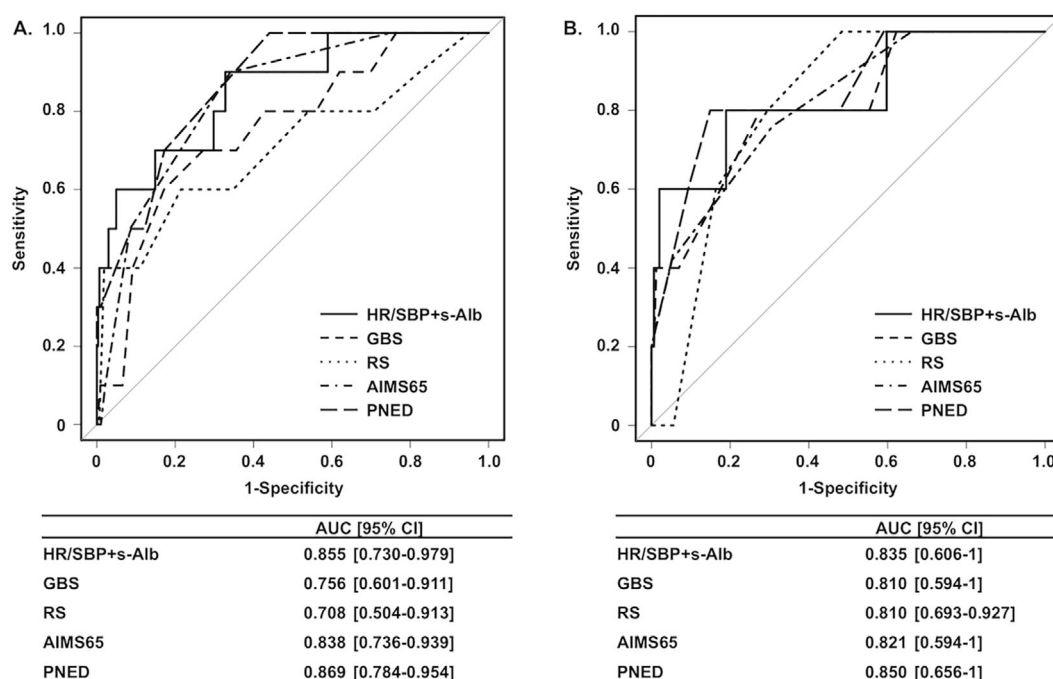 A.
1.0
0.8
0.6
0.4
0.2
0
Sensitivity
HR/SBP+s-Alb
GBS
RS
AIMS65
PNED
0 0.2 0.4 0.6 0.8 1.0
1-Specificity
AUC [95% CI]
HR/SBP+s-Alb 0.855 [0.730-0.979]
GBS 0.756 [0.601-0.911]
RS 0.708 [0.504-0.913]
AIMS65 0.838 [0.736-0.939]
PNED 0.869 [0.784-0.954]
B.
1.0
0.8
0.6
0.4
0.2
0
Sensitivity
HR/SBP+s-Alb
GBS
RS
AIMS65
PNED
0 0.2 0.4 0.6 0.8 1.0
1-Specificity
AUC [95% CI]
HR/SBP+s-Alb 0.835 [0.606-1]
GBS 0.810 [0.594-1]
RS 0.810 [0.693-0.927]
AIMS65 0.821 [0.594-1]
PNED 0.850 [0.656-1]